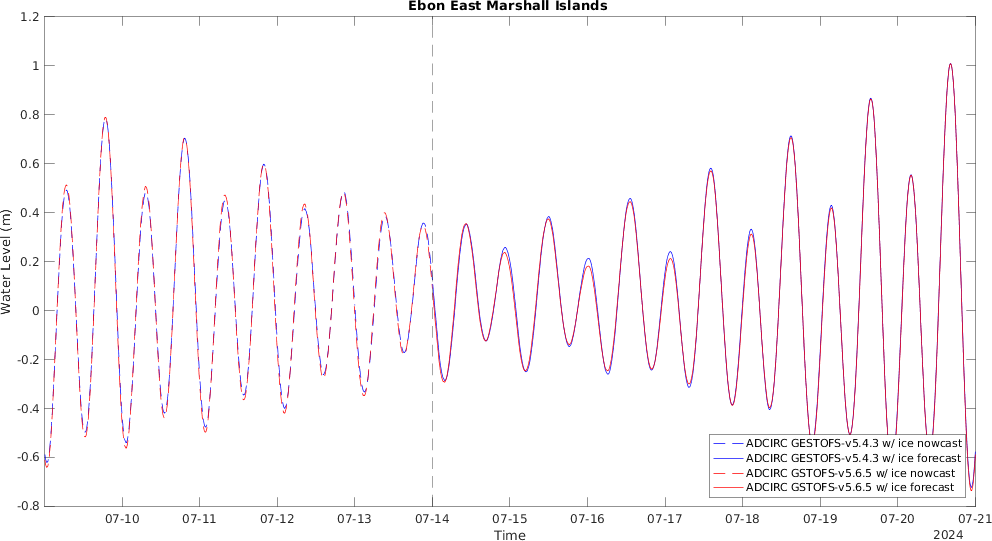 Ebon East Marshall Islands
1.2
1
0.8
0.6
0.4
0.2
0
-0.2
-0.4
-0.6
-0.8
Water Level (m)
ADCIRC GESTOFS-v5.4.3 w/ ice nowcast
ADCIRC GESTOFS-v5.4.3 w/ ice forecast
ADCIRC GSTOFS-v5.6.5 w/ ice nowcast
ADCIRC GSTOFS-v5.6.5 w/ ice forecast
07-10 07-11 07-12 07-13 07-14 07-15 07-16 07-17 07-18 07-19 07-20 07-21
Time
2024